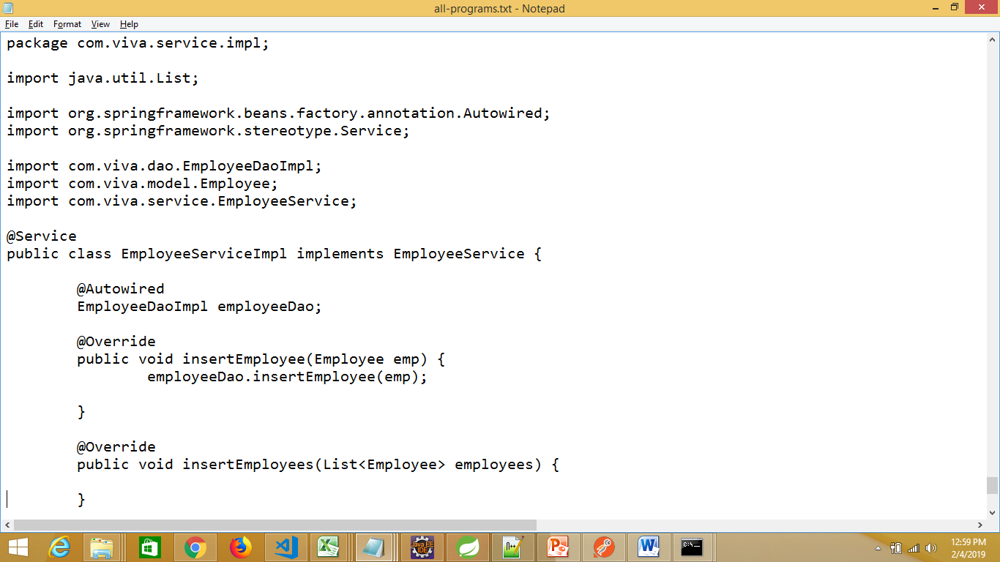 all-programs.txt - Notepad
File Edit Format View Help
package com.viva.service.impl;
import java.util.List;
import org.springframework.beans.factory.annotation.Autowired;
import org.springframework.stereotype.Service;
import com.viva.dao.EmployeeDaoImpl;
import com.viva.model.Employee;
import com.viva.service.EmployeeService;
@Service
public class EmployeeServiceImpl implements EmployeeService {
@Autowired
EmployeeDaoImpl employeeDao;
@Override
public void insertEmployee(Employee emp) {
employeeDao.insertEmployee(emp);
}
@Override
public void insertEmployees(List<Employee> employees) {
}
Java EE
IDE
C:\_
12:59 PM
2/4/2019